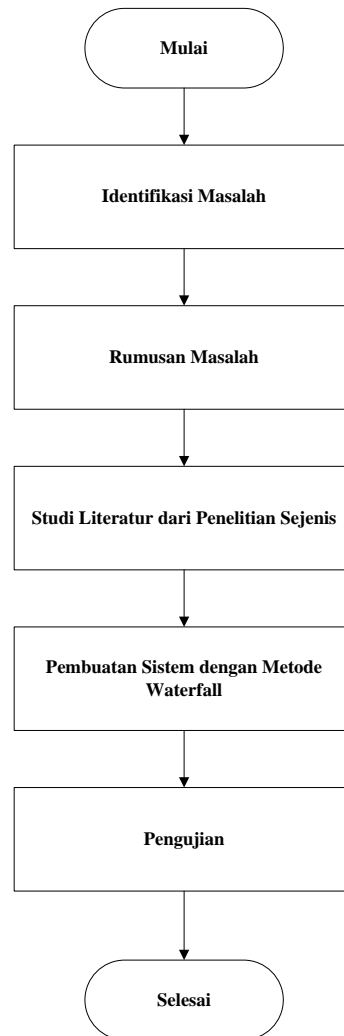 Mulai
Identifikasi Masalah
Rumusan Masalah
Studi Literatur dari Penelitian Sejenis
Pembuatan Sistem dengan Metode
Waterfall
Pengujian
Selesai